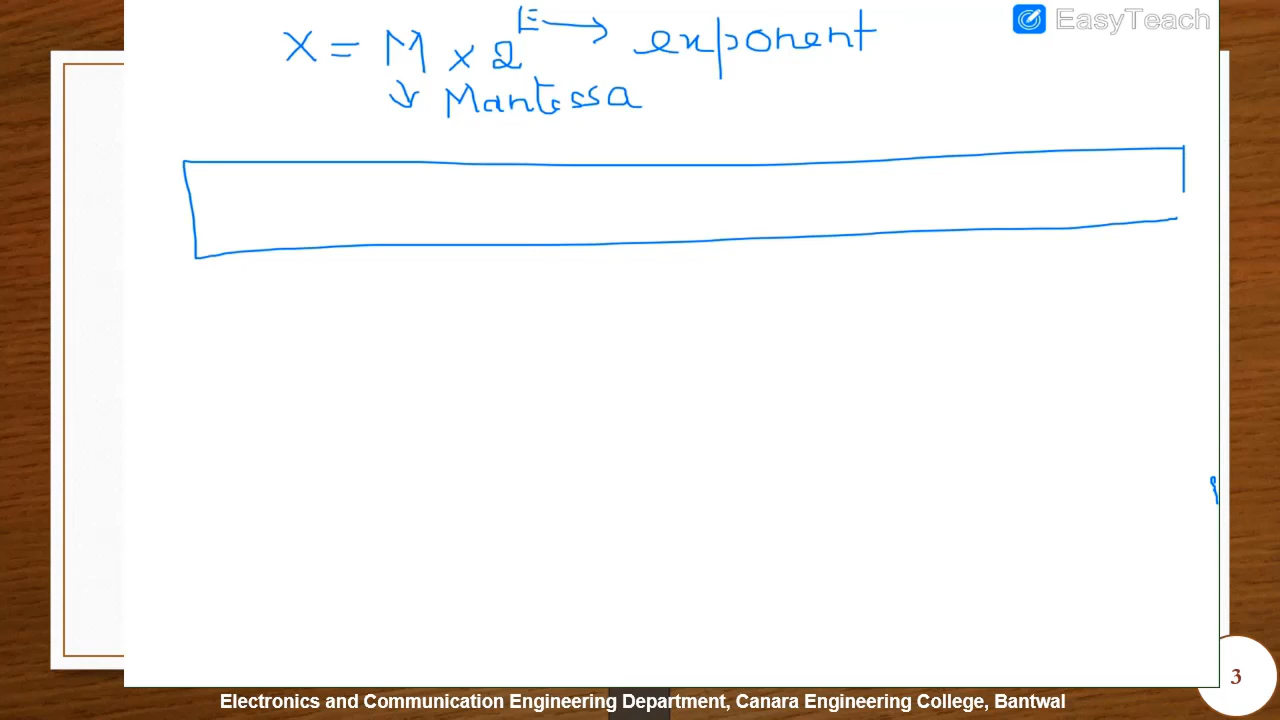 EasyTeach
X = M × 2^E → exponent
↓ Mantissa
3
Electronics and Communication Engineering Department, Canara Engineering College, Bantwal